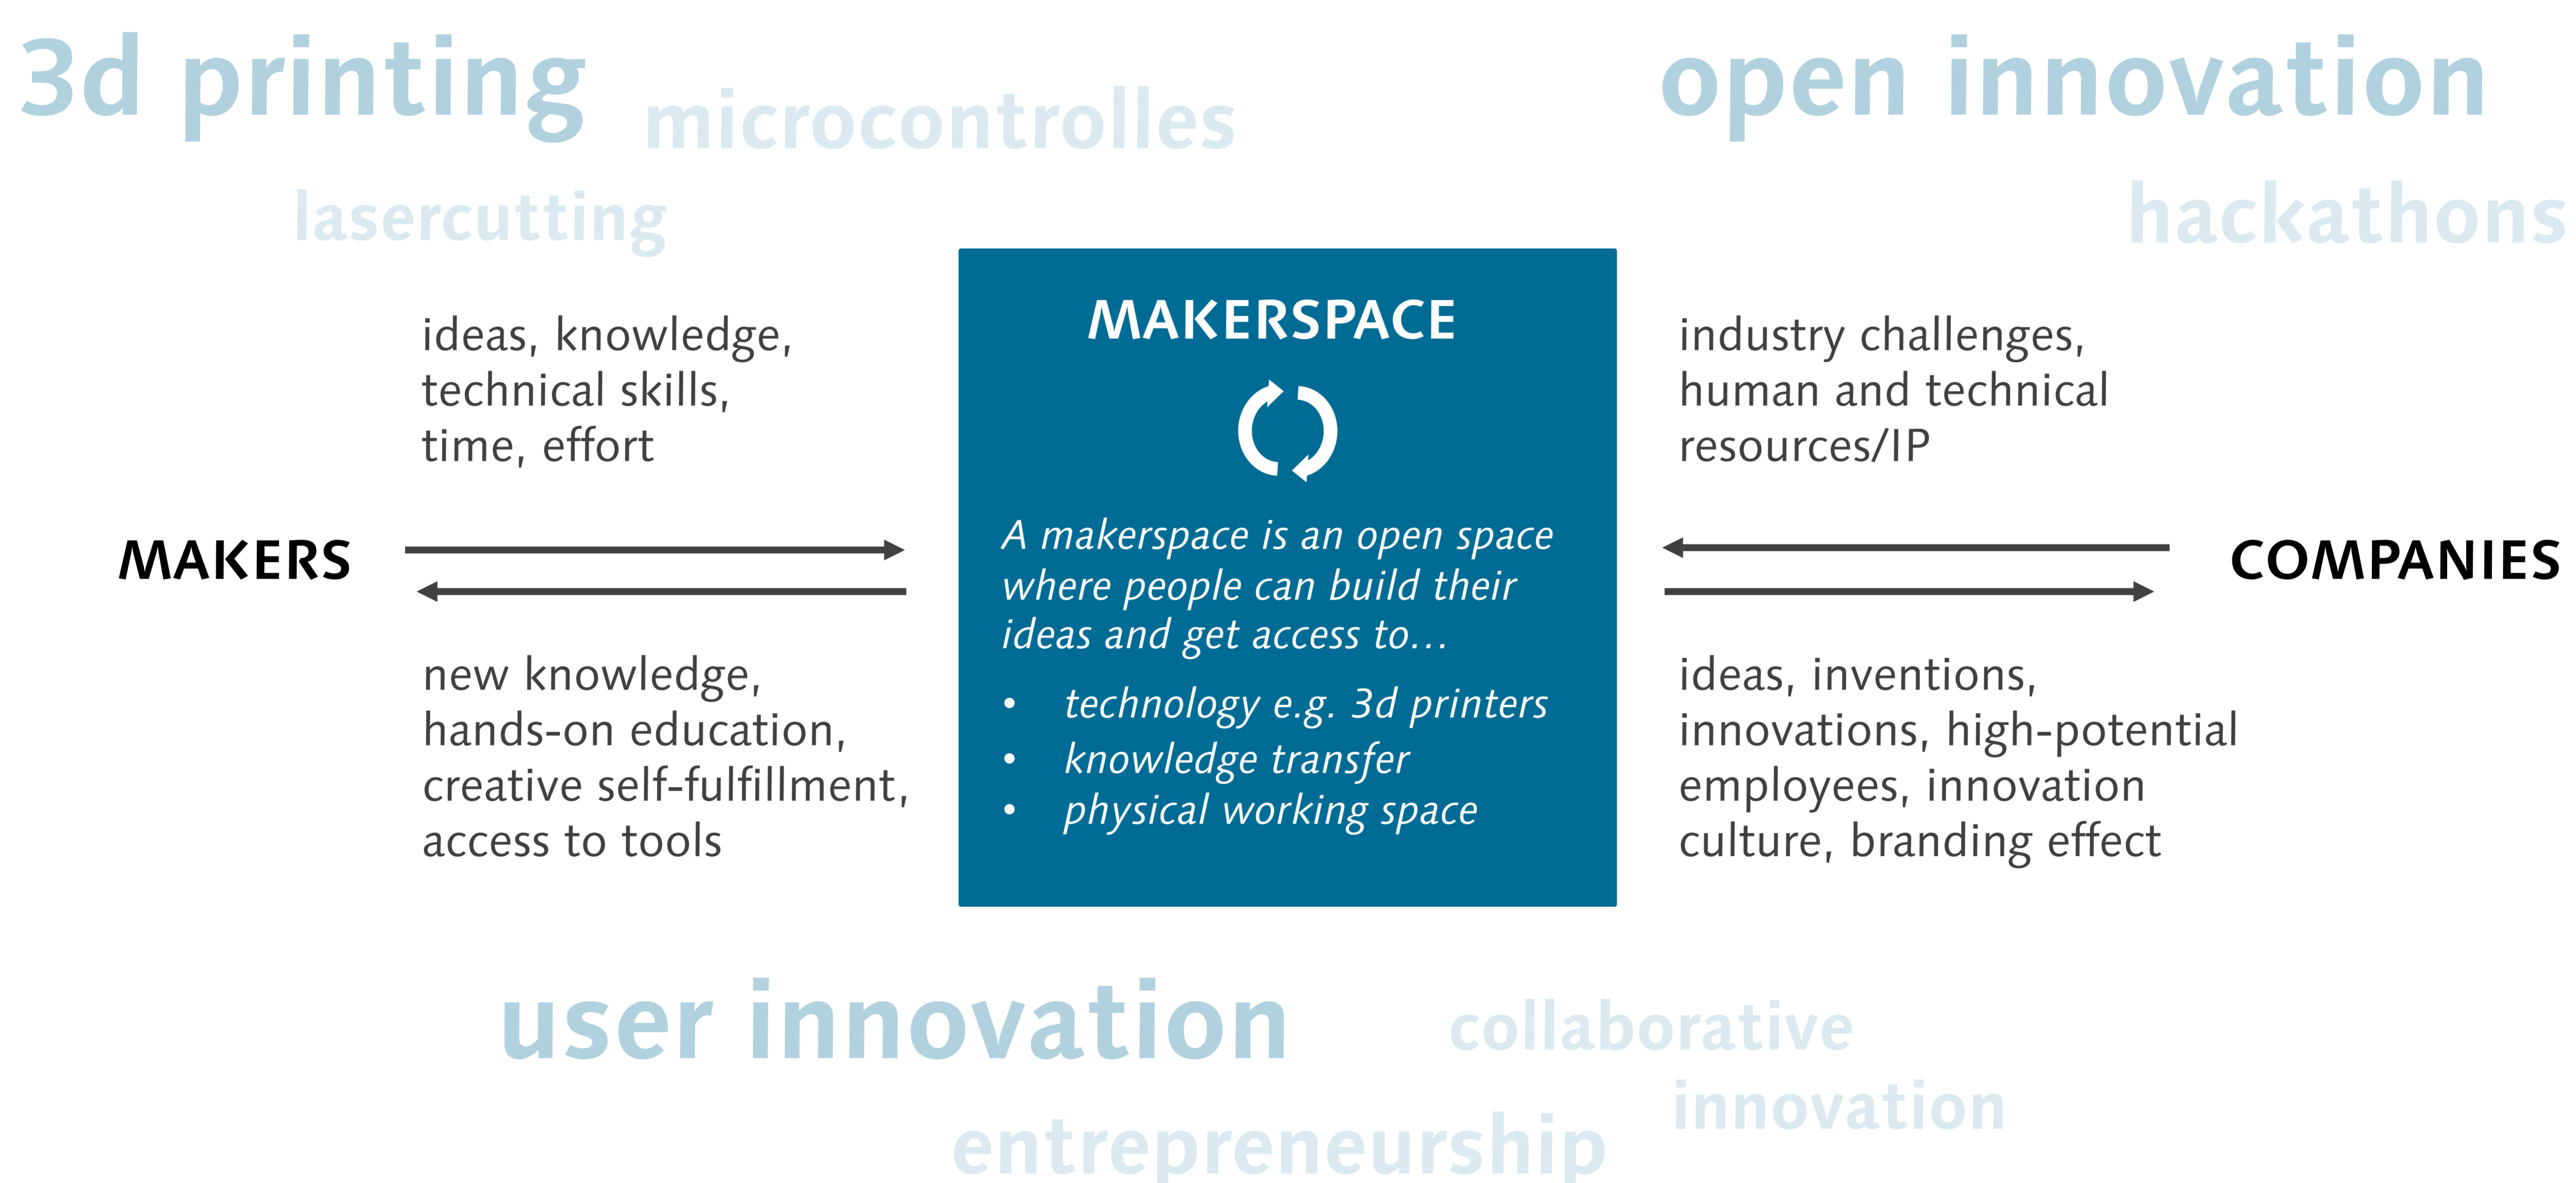 3d printing
microcontrolles
open innovation
lasercutting
hackathons
ideas, knowledge,
technical skills,
time, effort
MAKERS
new knowledge,
hands-on education,
creative self-fulfillment,
access to tools
MAKERSPACE
A makerspace is an open space
where people can build their
ideas and get access to...
• technology e.g. 3d printers
• knowledge transfer
• physical working space
industry challenges,
human and technical
resources/IP
COMPANIES
ideas, inventions,
innovations, high-potential
employees, innovation
culture, branding effect
user innovation
collaborative
innovation
entrepreneurship